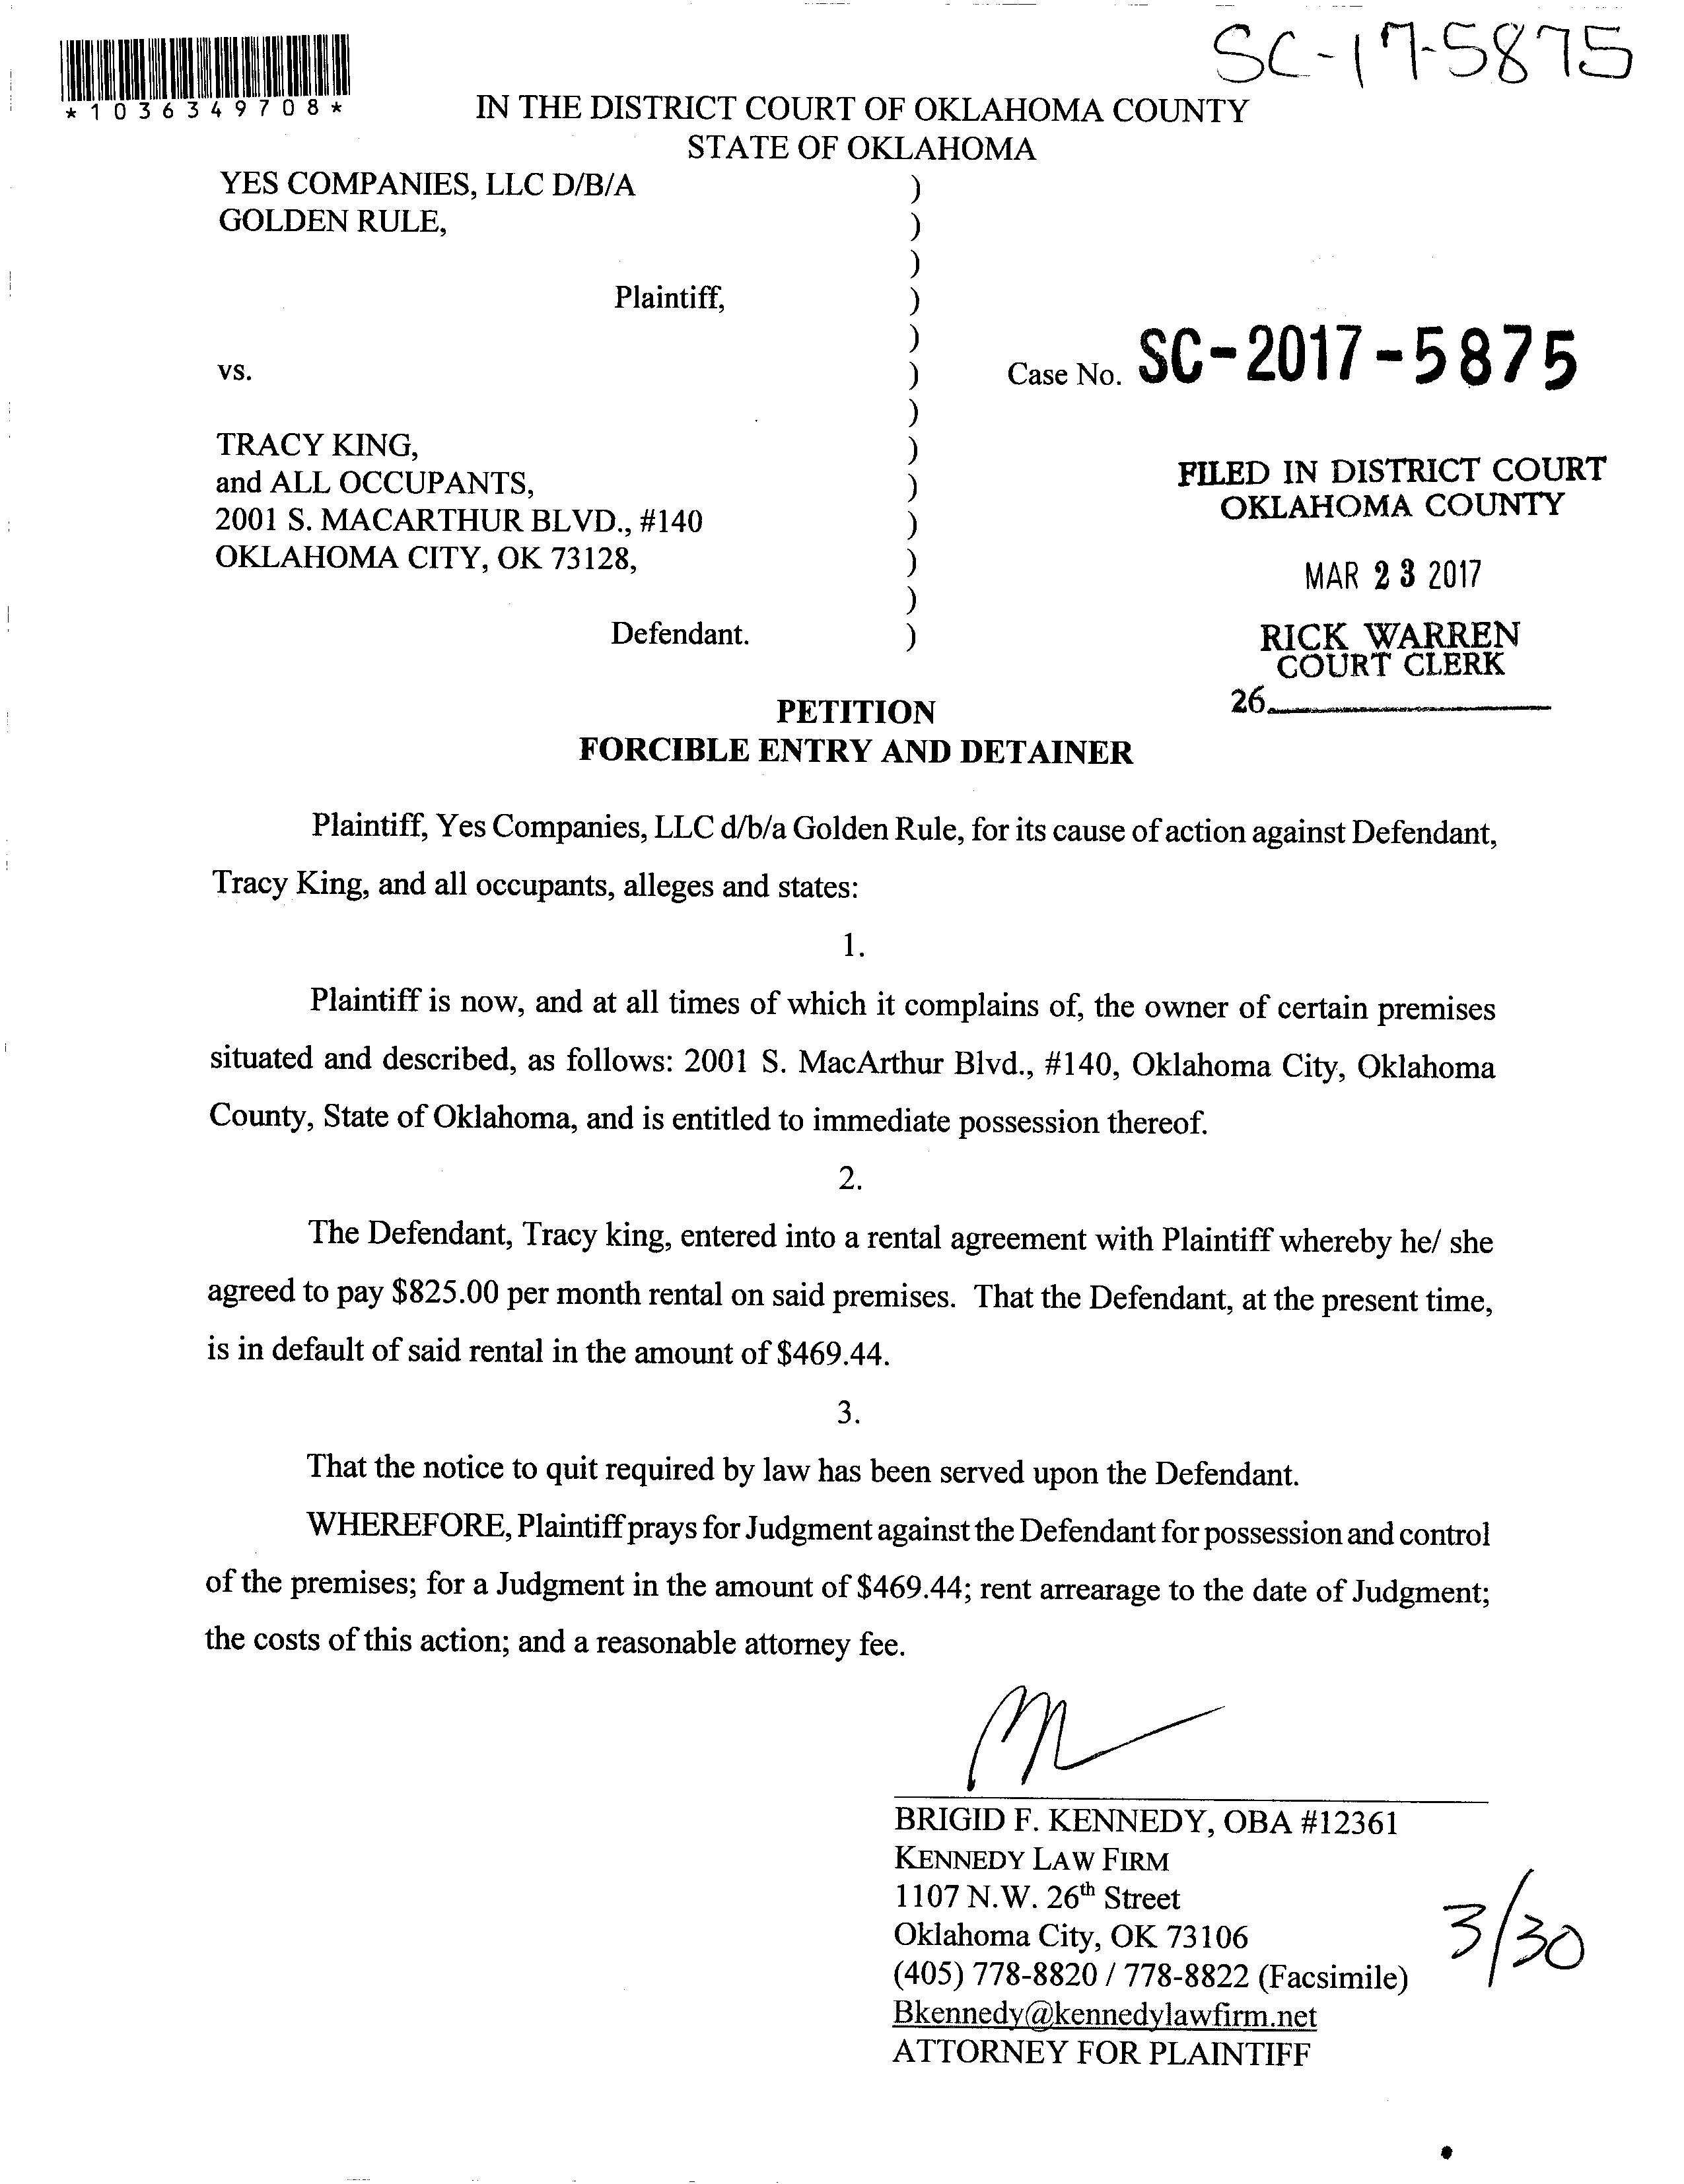 SC-17-5875
*1036349708*
IN THE DISTRICT COURT OF OKLAHOMA COUNTY
STATE OF OKLAHOMA
YES COMPANIES, LLC D/B/A )
GOLDEN RULE, )
)
Plaintiff, )
)
vs. ) Case No. SC-2017-5875
)
TRACY KING, )
and ALL OCCUPANTS, )
2001 S. MACARTHUR BLVD., #140 )
OKLAHOMA CITY, OK 73128, )
)
Defendant. )
FILED IN DISTRICT COURT
OKLAHOMA COUNTY
MAR 23 2017
RICK WARREN
COURT CLERK
26
PETITION
FORCIBLE ENTRY AND DETAINER
Plaintiff, Yes Companies, LLC d/b/a Golden Rule, for its cause of action against Defendant,
Tracy King, and all occupants, alleges and states:
1.
Plaintiff is now, and at all times of which it complains of, the owner of certain premises
situated and described, as follows: 2001 S. MacArthur Blvd., #140, Oklahoma City, Oklahoma
County, State of Oklahoma, and is entitled to immediate possession thereof.
2.
The Defendant, Tracy king, entered into a rental agreement with Plaintiff whereby he/ she
agreed to pay $825.00 per month rental on said premises. That the Defendant, at the present time,
is in default of said rental in the amount of $469.44.
3.
That the notice to quit required by law has been served upon the Defendant.
WHEREFORE, Plaintiff prays for Judgment against the Defendant for possession and control
of the premises; for a Judgment in the amount of $469.44; rent arrearage to the date of Judgment;
the costs of this action; and a reasonable attorney fee.
BRIGID F. KENNEDY, OBA #12361
KENNEDY LAW FIRM
1107 N.W. 26th Street
Oklahoma City, OK 73106
(405) 778-8820 / 778-8822 (Facsimile)
Bkennedy@kennedylawfirm.net
ATTORNEY FOR PLAINTIFF
3/30